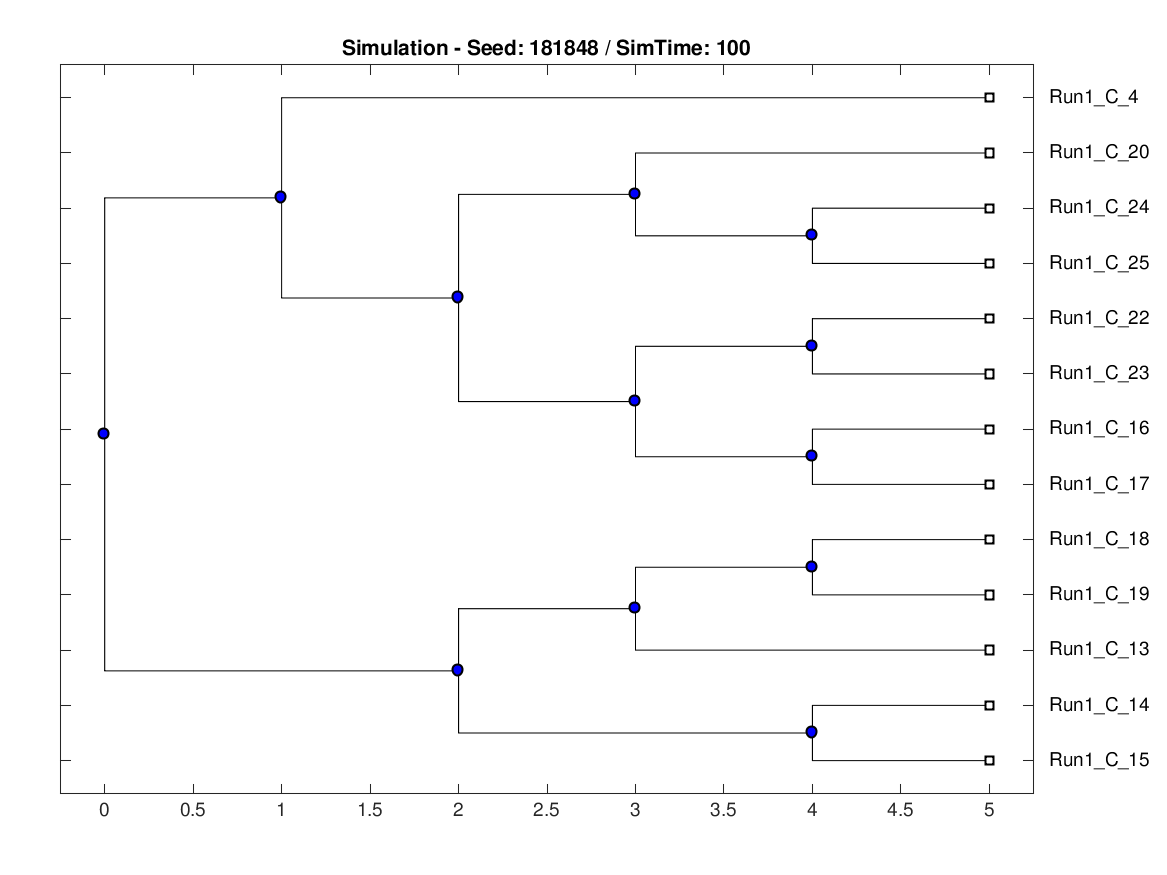 Simulation - Seed: 181848 / SimTime: 100
Run1_C_4
Run1_C_20
Run1_C_24
Run1_C_25
Run1_C_22
Run1_C_23
Run1_C_16
Run1_C_17
Run1_C_18
Run1_C_19
Run1_C_13
Run1_C_14
Run1_C_15
0 0.5 1 1.5 2 2.5 3 3.5 4 4.5 5